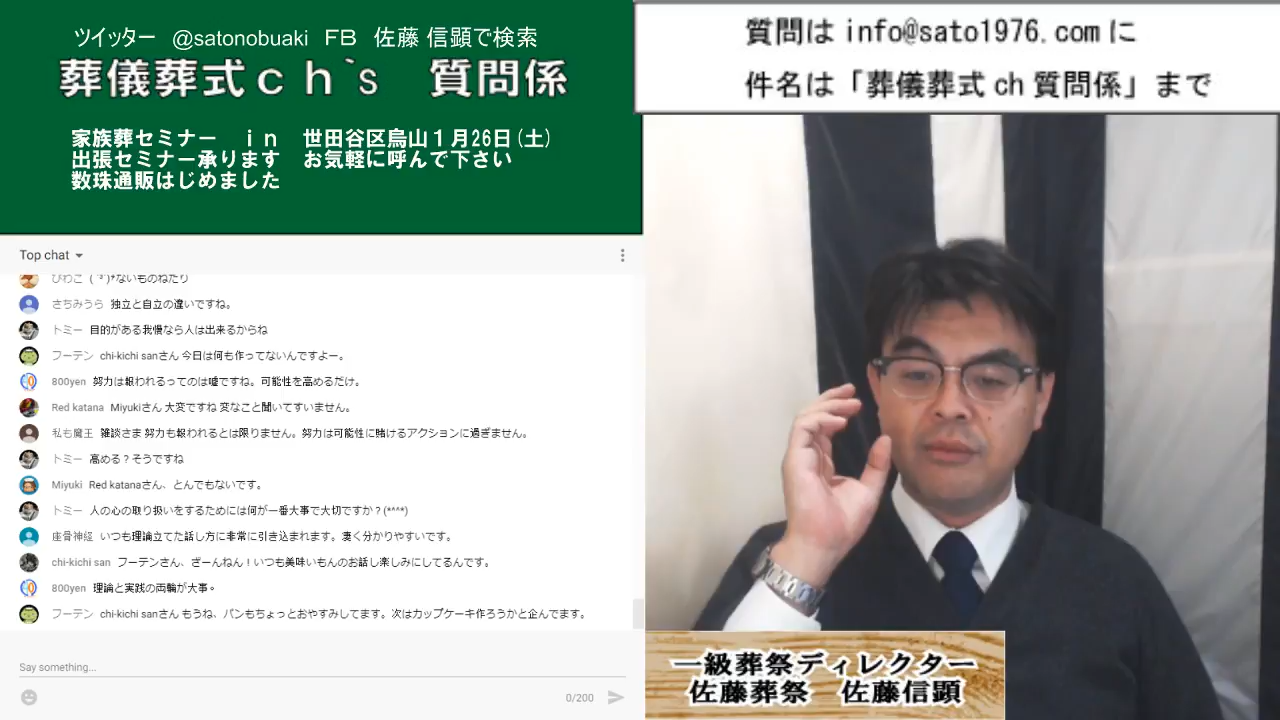 ツイッター @satonobuaki FB 佐藤 信顕で検索
葬儀葬式ch`s 質問係
家族葬セミナー in 世田谷区烏山1月26日(土)
出張セミナー承ります お気軽に呼んで下さい
数珠通販はじめました
質問は info@sato1976.com に
件名は「葬儀葬式 ch 質問係」まで
Top chat
びわこ ( ³ )ないものねだり
さちみうら 独立と自立の違いですね。
トミー 目的がある我慢なら人は出来るからね
フーテン chi-kichi sanさん 今日は何も作ってないんですよー。
800yen 努力は報われるってのは嘘ですね。可能性を高めるだけ。
Red katana Miyukiさん 大変ですね 変なこと聞いてすいません。
私も魔王 雑談さま 努力も報われるとは限りません。努力は可能性に賭けるアクションに過ぎません。
トミー 高める？そうですね
Miyuki Red katanaさん、とんでもないです。
トミー 人の心の取り扱いをするためには何が一番大事で大切ですか？(*^^*)
座骨神経 いつも理論立てた話し方に非常に引き込まれます。凄く分かりやすいです。
chi-kichi san フーテンさん、ざーんねん！いつも美味いもんのお話し楽しみにしてるんです。
800yen 理論と実践の両輪が大事。
フーテン chi-kichi sanさん もうね、パンもちょっとおやすみしてます。次はカップケーキ作ろうかと企んでます。
Say something...
0/200
一級葬祭ディレクター
佐藤葬祭 佐藤信顕